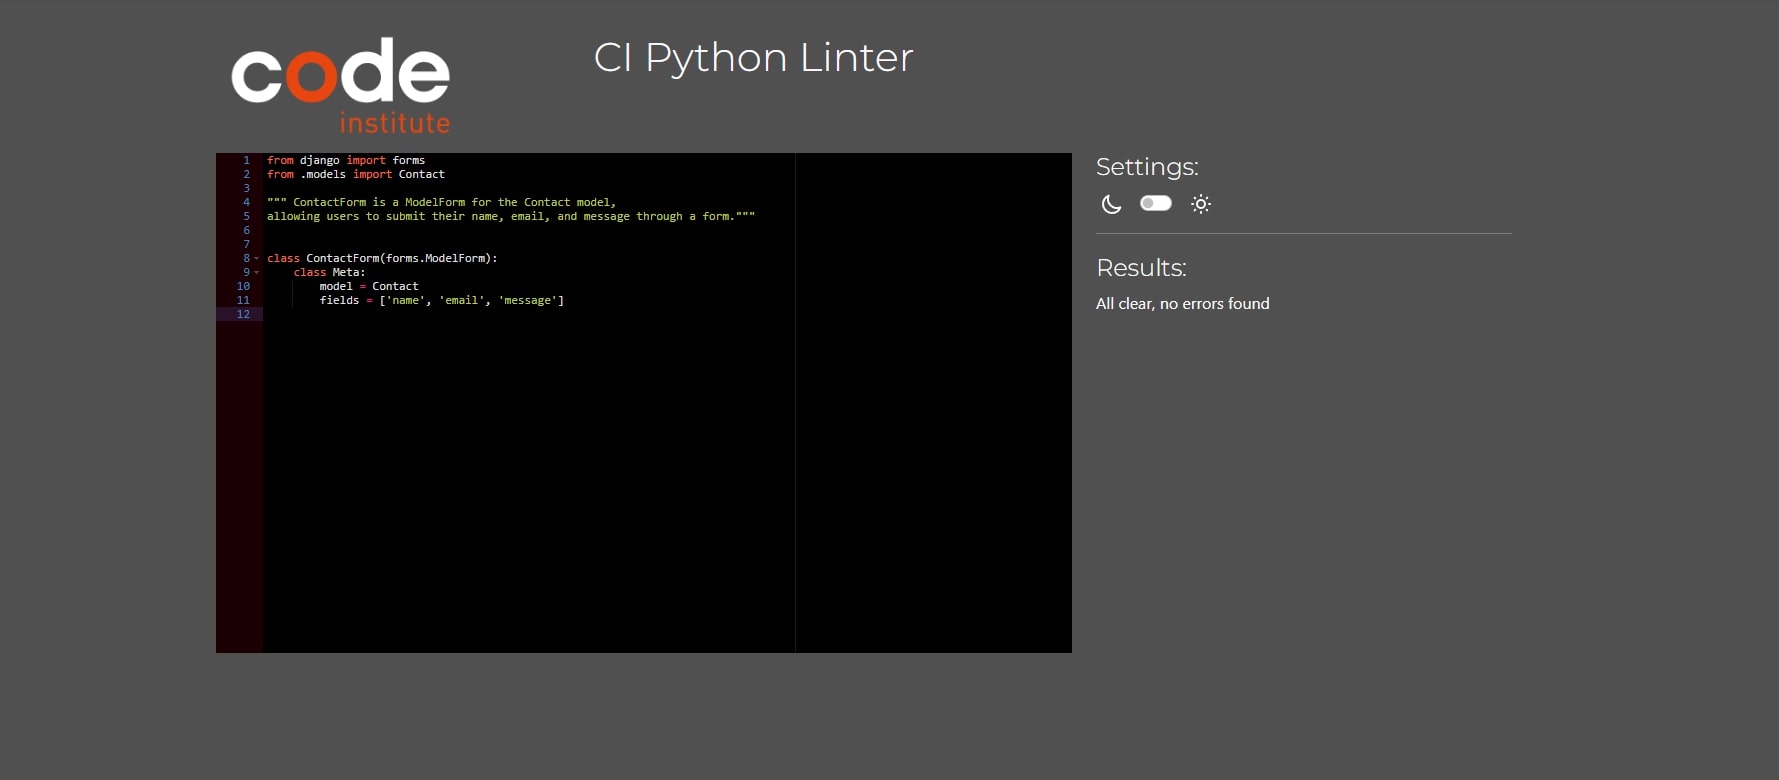 code
institute
CI Python Linter
1 from django import forms
2 from .models import Contact
3
4 """ ContactForm is a ModelForm for the Contact model,
5 allowing users to submit their name, email, and message through a form."""
6
7
8 class ContactForm(forms.ModelForm):
9     class Meta:
10         model = Contact
11         fields = ['name', 'email', 'message']
12
Settings:
Results:
All clear, no errors found